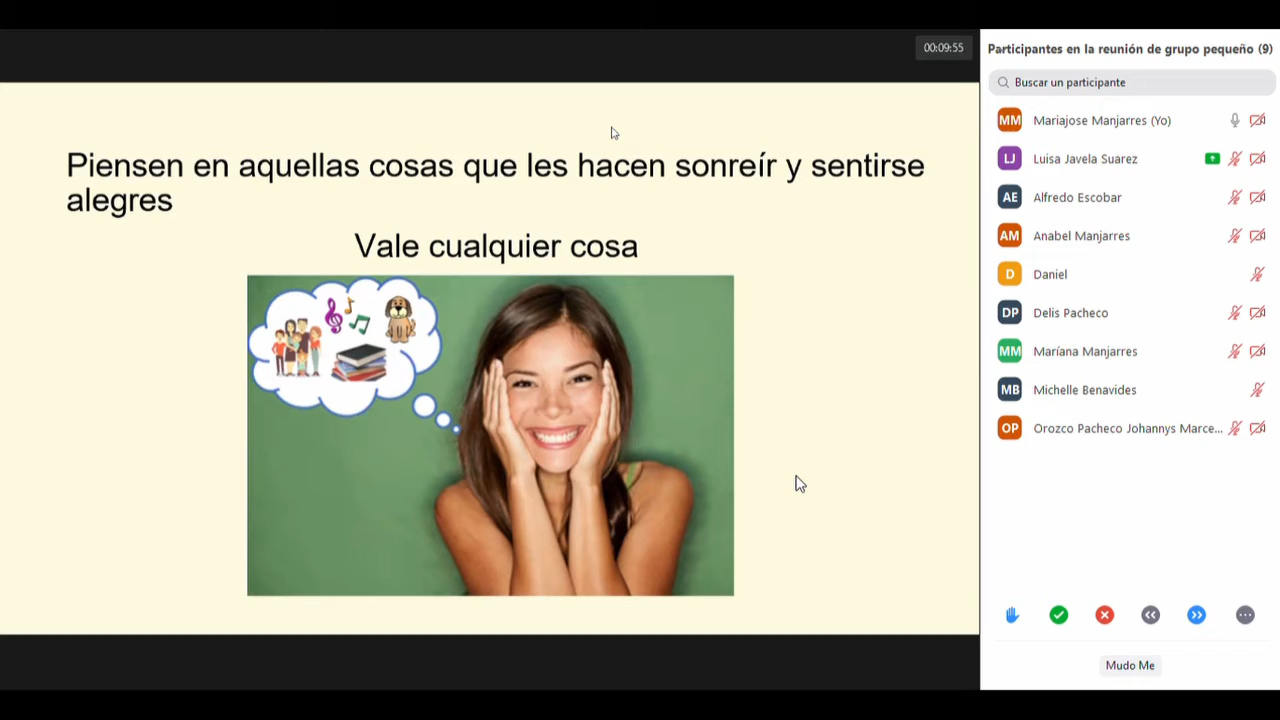 00:09:55
Participantes en la reunión de grupo pequeño (9)
Buscar un participante
Piensen en aquellas cosas que les hacen sonreír y sentirse
alegres
Vale cualquier cosa
MM Mariajose Manjarres (Yo)
LJ Luisa Javela Suarez
AE Alfredo Escobar
AM Anabel Manjarres
D Daniel
DP Delis Pacheco
MM Maríana Manjarres
MB Michelle Benavides
OP Orozco Pacheco Johannys Marce...
Mudo Me